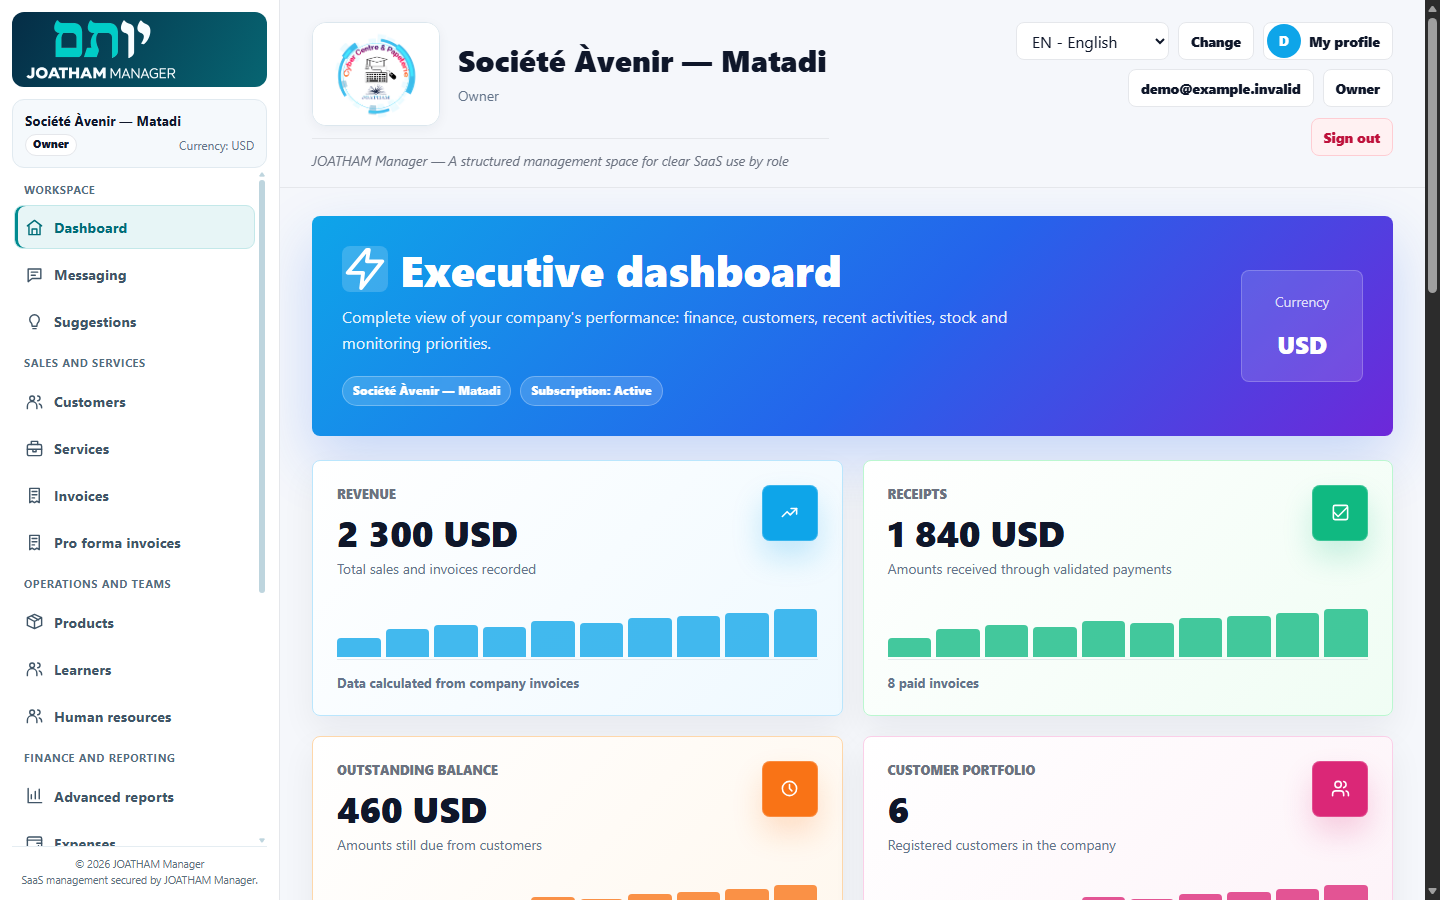 יותם
JOATHAM MANAGER
Société Àvenir — Matadi
Owner
Currency: USD
WORKSPACE
Dashboard
Messaging
Suggestions
SALES AND SERVICES
Customers
Services
Invoices
Pro forma invoices
OPERATIONS AND TEAMS
Products
Learners
Human resources
FINANCE AND REPORTING
Advanced reports
Expenses
© 2026 JOATHAM Manager
SaaS management secured by JOATHAM Manager.
Cyber Centre & Papeterie
JOATHAM
Société Àvenir — Matadi
Owner
JOATHAM Manager — A structured management space for clear SaaS use by role
EN - English
Change
D
My profile
demo@example.invalid
Owner
Sign out
Executive dashboard
Complete view of your company's performance: finance, customers, recent activities, stock and
monitoring priorities.
Société Àvenir — Matadi
Subscription: Active
Currency
USD
REVENUE
2 300 USD
Total sales and invoices recorded
Data calculated from company invoices
RECEIPTS
1 840 USD
Amounts received through validated payments
8 paid invoices
OUTSTANDING BALANCE
460 USD
Amounts still due from customers
CUSTOMER PORTFOLIO
6
Registered customers in the company